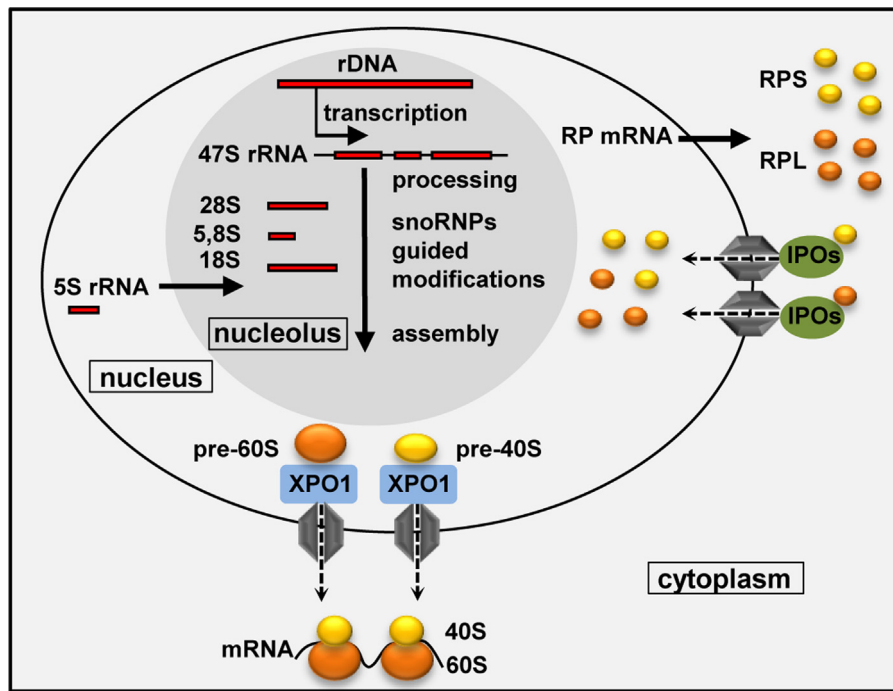 rDNA
transcription
47S rRNA
processing
28S
5,8S
18S
snoRNPs
guided
modifications
5S rRNA
nucleolus
assembly
nucleus
RP mRNA
RPS
RPL
IPOs
IPOs
pre-60S
pre-40S
XPO1
XPO1
cytoplasm
mRNA
40S
60S